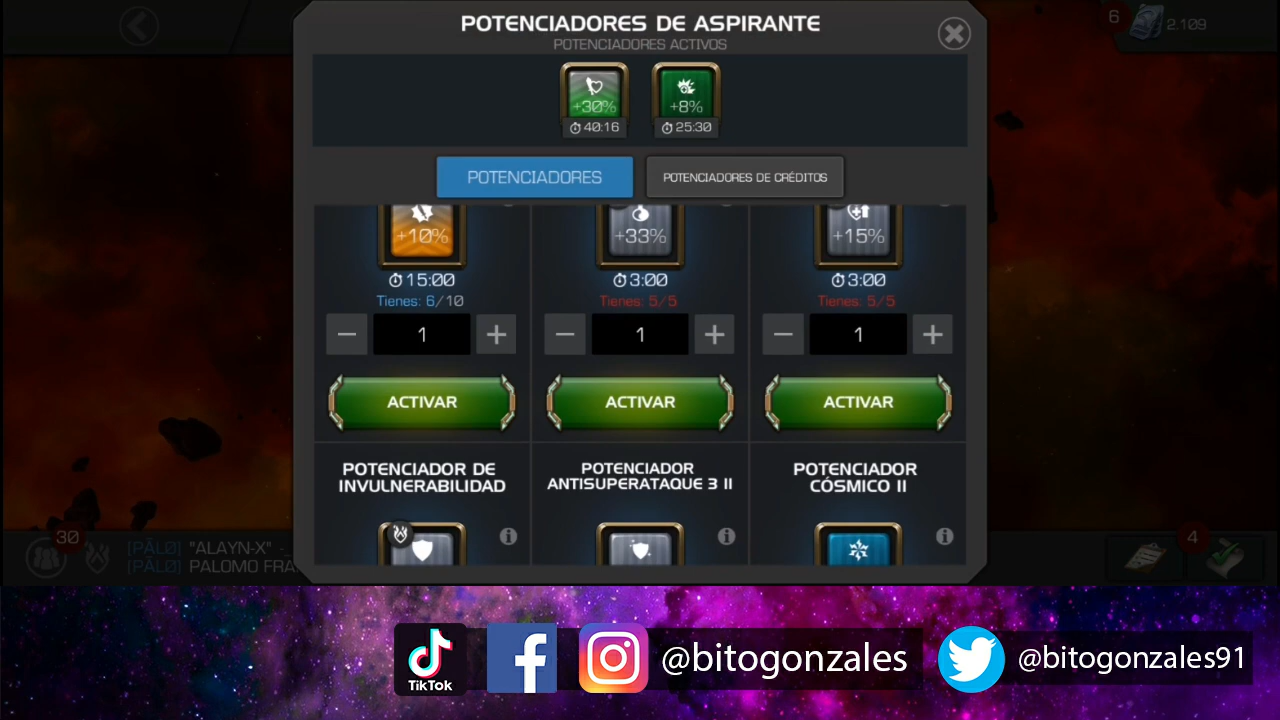 POTENCIADORES DE ASPIRANTE
POTENCIADORES ACTIVOS
6
2.109
+30%
+8%
40:16
25:30
POTENCIADORES
POTENCIADORES DE CRÉDITOS
+10%
+33%
+15%
15:00
3:00
3:00
Tienes: 6/10
Tienes: 5/5
Tienes: 5/5
1
1
1
ACTIVAR
ACTIVAR
ACTIVAR
POTENCIADOR DE INVULNERABILIDAD
POTENCIADOR ANTISUPERATAQUE 3 II
POTENCIADOR CÓSMICO II
30
[PÃLØ] "ALAYN-X" -_
[PÃLØ] PALOMO FRA
4
TikTok
@bitogonzales
@bitogonzales91